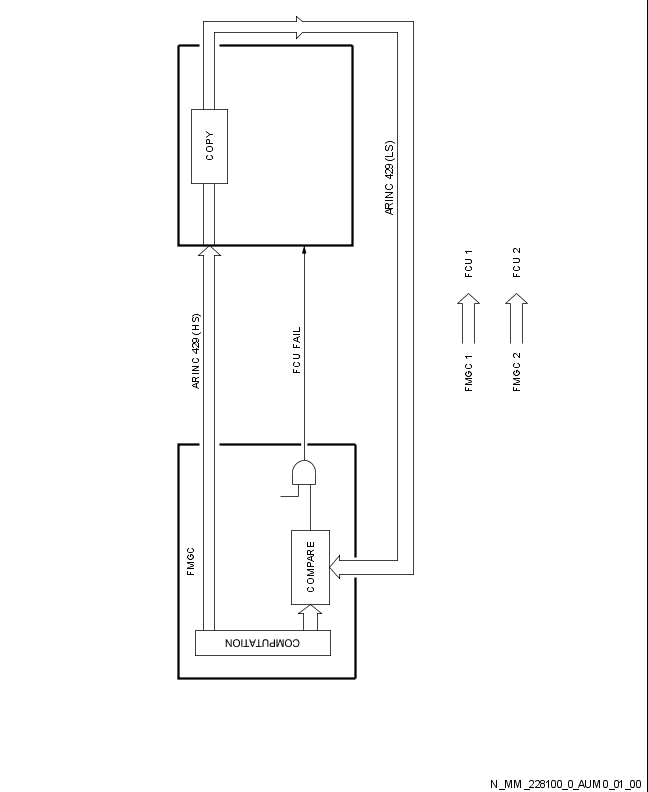 COPY
ARINC 429 (LS)
ARINC 429 (HS)
FCU FAIL
FCU 1
FCU 2
FMGC 1
FMGC 2
FMGC
COMPARE
COMPUTATION
N_MM_228100_0_AUM0_01_00